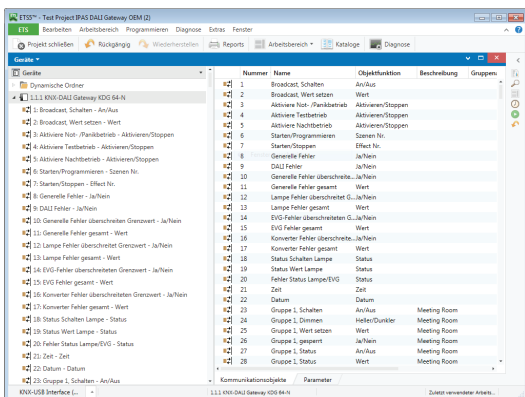 ETS5™ - Test Project IPAS DALI Gateway OEM (2)
ETS Bearbeiten Arbeitsbereich Programmieren Diagnose Extras Fenster
Projekt schließen Rückgängig Wiederherstellen Reports Arbeitsbereich Kataloge Diagnose
Geräte
Geräte
Dynamische Ordner
1.1.1 KNX-DALI Gateway KDG 64-N
1: Broadcast, Schalten - An/Aus
2: Broadcast, Wert setzen - Wert
3: Aktiviere Not- /Panikbetrieb - Aktivieren/Stoppen
4: Aktiviere Testbetrieb - Aktivieren/Stoppen
5: Aktiviere Nachtbetrieb - Aktivieren/Stoppen
6: Starten/Programmieren - Szenen Nr.
7: Starten/Stoppen - Effect Nr.
8: Generelle Fehler - Ja/Nein
9: DALI Fehler - Ja/Nein
10: Generelle Fehler überschreiten Grenzwert - Ja/Nein
11: Generelle Fehler gesamt - Wert
12: Lampe Fehler überschreitet Grenzwert - Ja/Nein
13: Lampe Fehler gesamt - Wert
14: EVG-Fehler überschreiten Grenzwert - Ja/Nein
15: EVG Fehler gesamt - Wert
16: Konverter Fehler überschreiten Grenzwert - Ja/Nein
17: Konverter Fehler gesamt - Wert
18: Status Schalten Lampe - Status
19: Status Wert Lampe - Status
20: Fehler Status Lampe/EVG - Status
21: Zeit - Zeit
22: Datum - Datum
23: Gruppe 1, Schalten - An/Aus
Nummer Name Objektfunktion Beschreibung Gruppena
1 Broadcast, Schalten An/Aus
2 Broadcast, Wert setzen Wert
3 Aktiviere Not- /Panikbetrieb Aktivieren/Stoppen
4 Aktiviere Testbetrieb Aktivieren/Stoppen
5 Aktiviere Nachtbetrieb Aktivieren/Stoppen
6 Starten/Programmieren Szenen Nr.
7 Starten/Stoppen Effect Nr.
8 Generelle Fehler Ja/Nein
9 DALI Fehler Ja/Nein
10 Generelle Fehler überschreite... Ja/Nein
11 Generelle Fehler gesamt Wert
12 Lampe Fehler überschreitet G... Ja/Nein
13 Lampe Fehler gesamt Wert
14 EVG-Fehler überschreiten G... Ja/Nein
15 EVG Fehler gesamt Wert
16 Konverter Fehler überschreite... Ja/Nein
17 Konverter Fehler gesamt Wert
18 Status Schalten Lampe Status
19 Status Wert Lampe Status
20 Fehler Status Lampe/EVG Status
21 Zeit Zeit
22 Datum Datum
23 Gruppe 1, Schalten An/Aus Meeting Room
24 Gruppe 1, Dimmen Heller/Dunkler Meeting Room
25 Gruppe 1, Wert setzen Wert Meeting Room
26 Gruppe 1, gesperrt Ja/Nein Meeting Room
27 Gruppe 1, Status An/Aus Meeting Room
28 Gruppe 1, Status Wert Meeting Room
Kommunikationsobjekte Parameter
KNX-USB Interface (... 1.1.1 KNX-DALI Gateway KDG 64-N Zuletzt verwendeter Arbeits...